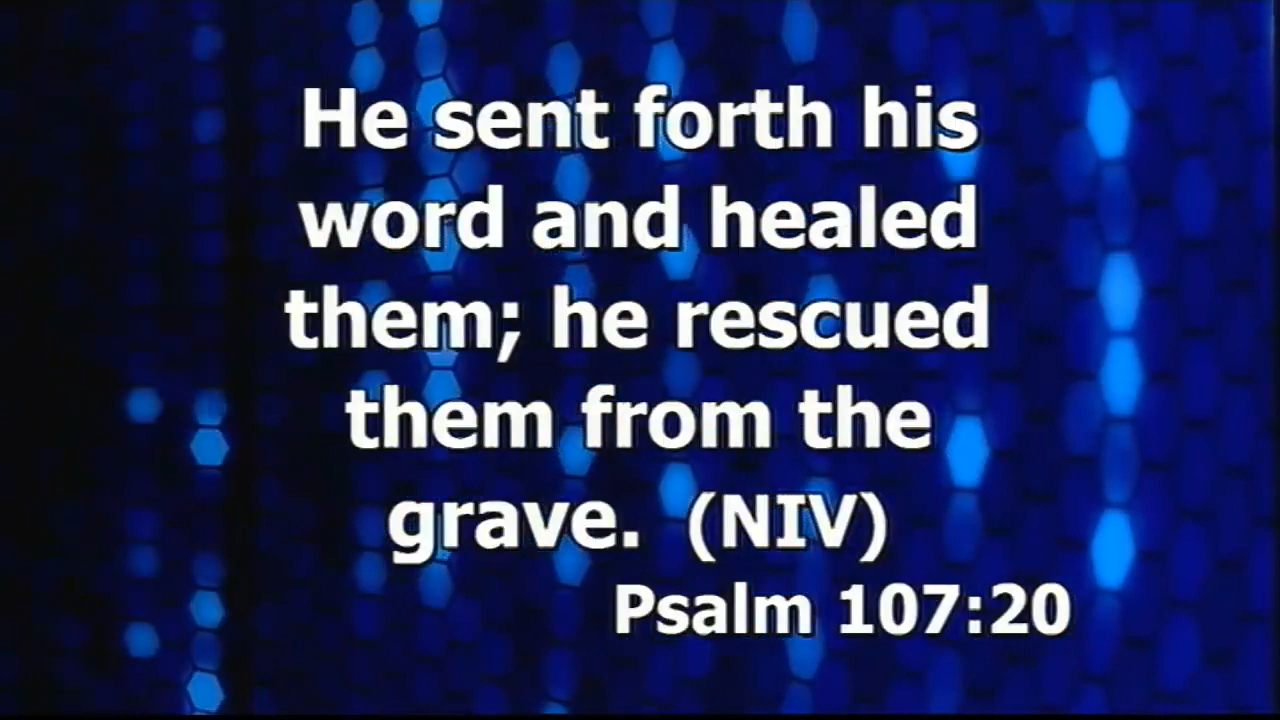 He sent forth his
word and healed
them; he rescued
them from the
grave. (NIV)
Psalm 107:20